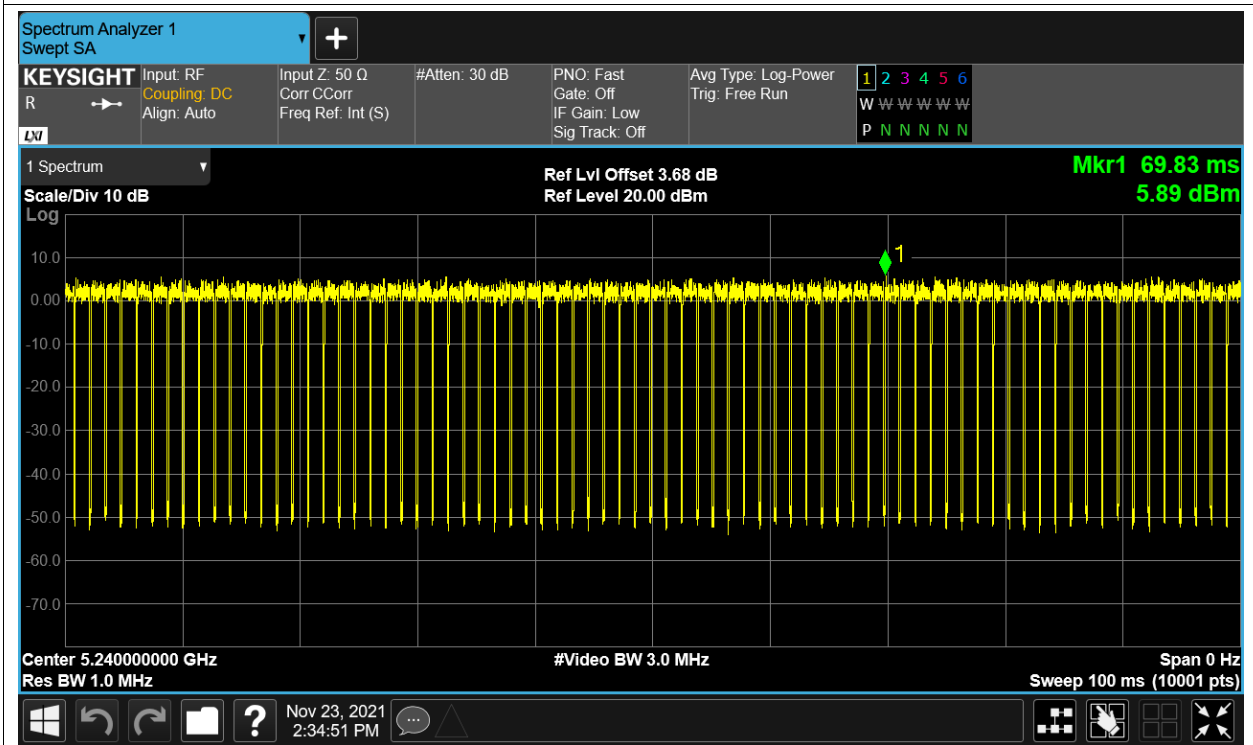 Spectrum Analyzer 1
Swept SA
KEYSIGHT
R
LXI
Input: RF
Coupling: DC
Align: Auto
Input Z: 50 Ω
Corr CCorr
Freq Ref: Int (S)
#Atten: 30 dB
PNO: Fast
Gate: Off
IF Gain: Low
Sig Track: Off
Avg Type: Log-Power
Trig: Free Run
1 2 3 4 5 6
W W W W W W
P N N N N N
1 Spectrum
Scale/Div 10 dB
Log
Ref Lvl Offset 3.68 dB
Ref Level 20.00 dBm
Mkr1 69.83 ms
5.89 dBm
1
10.0
0.00
-10.0
-20.0
-30.0
-40.0
-50.0
-60.0
-70.0
Center 5.240000000 GHz
Res BW 1.0 MHz
#Video BW 3.0 MHz
Span 0 Hz
Sweep 100 ms (10001 pts)
?
Nov 23, 2021
2:34:51 PM